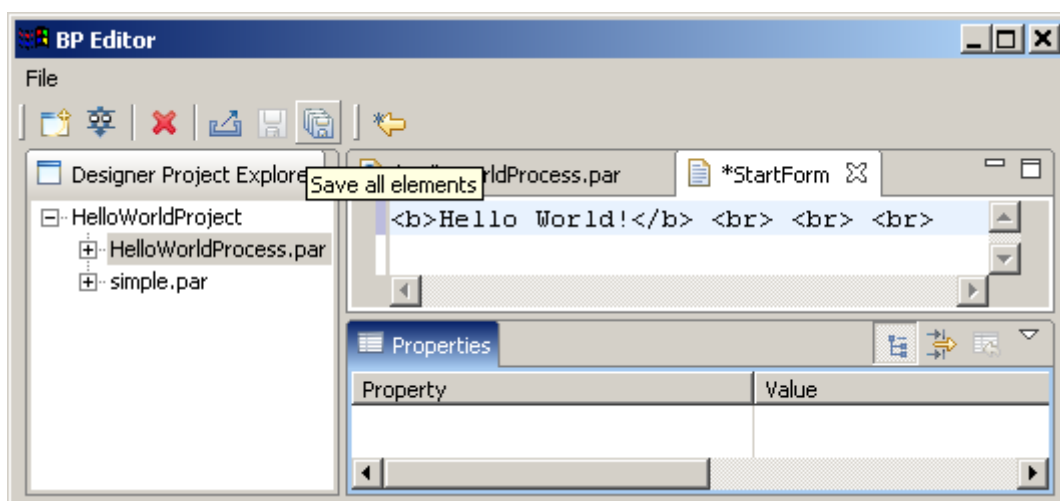 BP Editor
File
Designer Project Explore
Save all elements
rldProcess.par
*StartForm
HelloWorldProject
HelloWorldProcess.par
simple.par
<b>Hello World!</b> <br> <br> <br>
Properties
Property Value